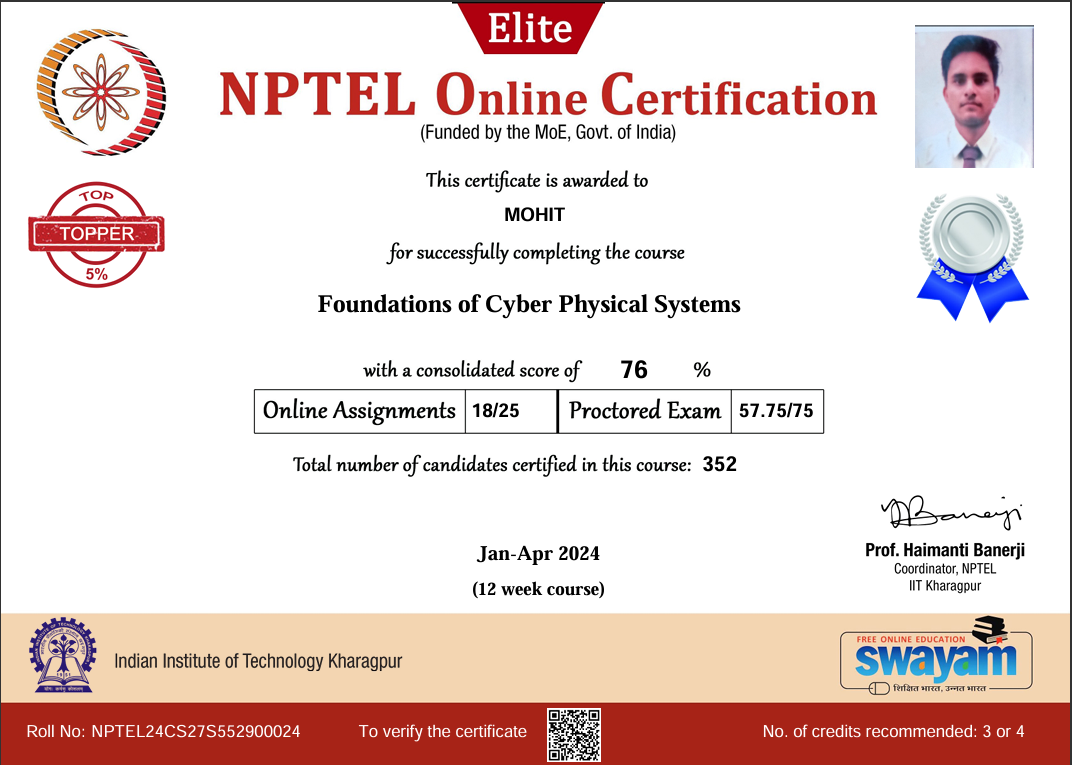 Elite
NPTEL Online Certification
(Funded by the MoE, Govt. of India)
This certificate is awarded to
MOHIT
for successfully completing the course
TOP
TOPPER
5%
Foundations of Cyber Physical Systems
with a consolidated score of 76 %
Online Assignments 18/25 Proctored Exam 57.75/75
Total number of candidates certified in this course: 352
Jan-Apr 2024
(12 week course)
Prof. Haimanti Banerji
Coordinator, NPTEL
IIT Kharagpur
Indian Institute of Technology Kharagpur
FREE ONLINE EDUCATION
swayam
शिक्षित भारत, उन्नत भारत
Roll No: NPTEL24CS27S552900024 To verify the certificate No. of credits recommended: 3 or 4